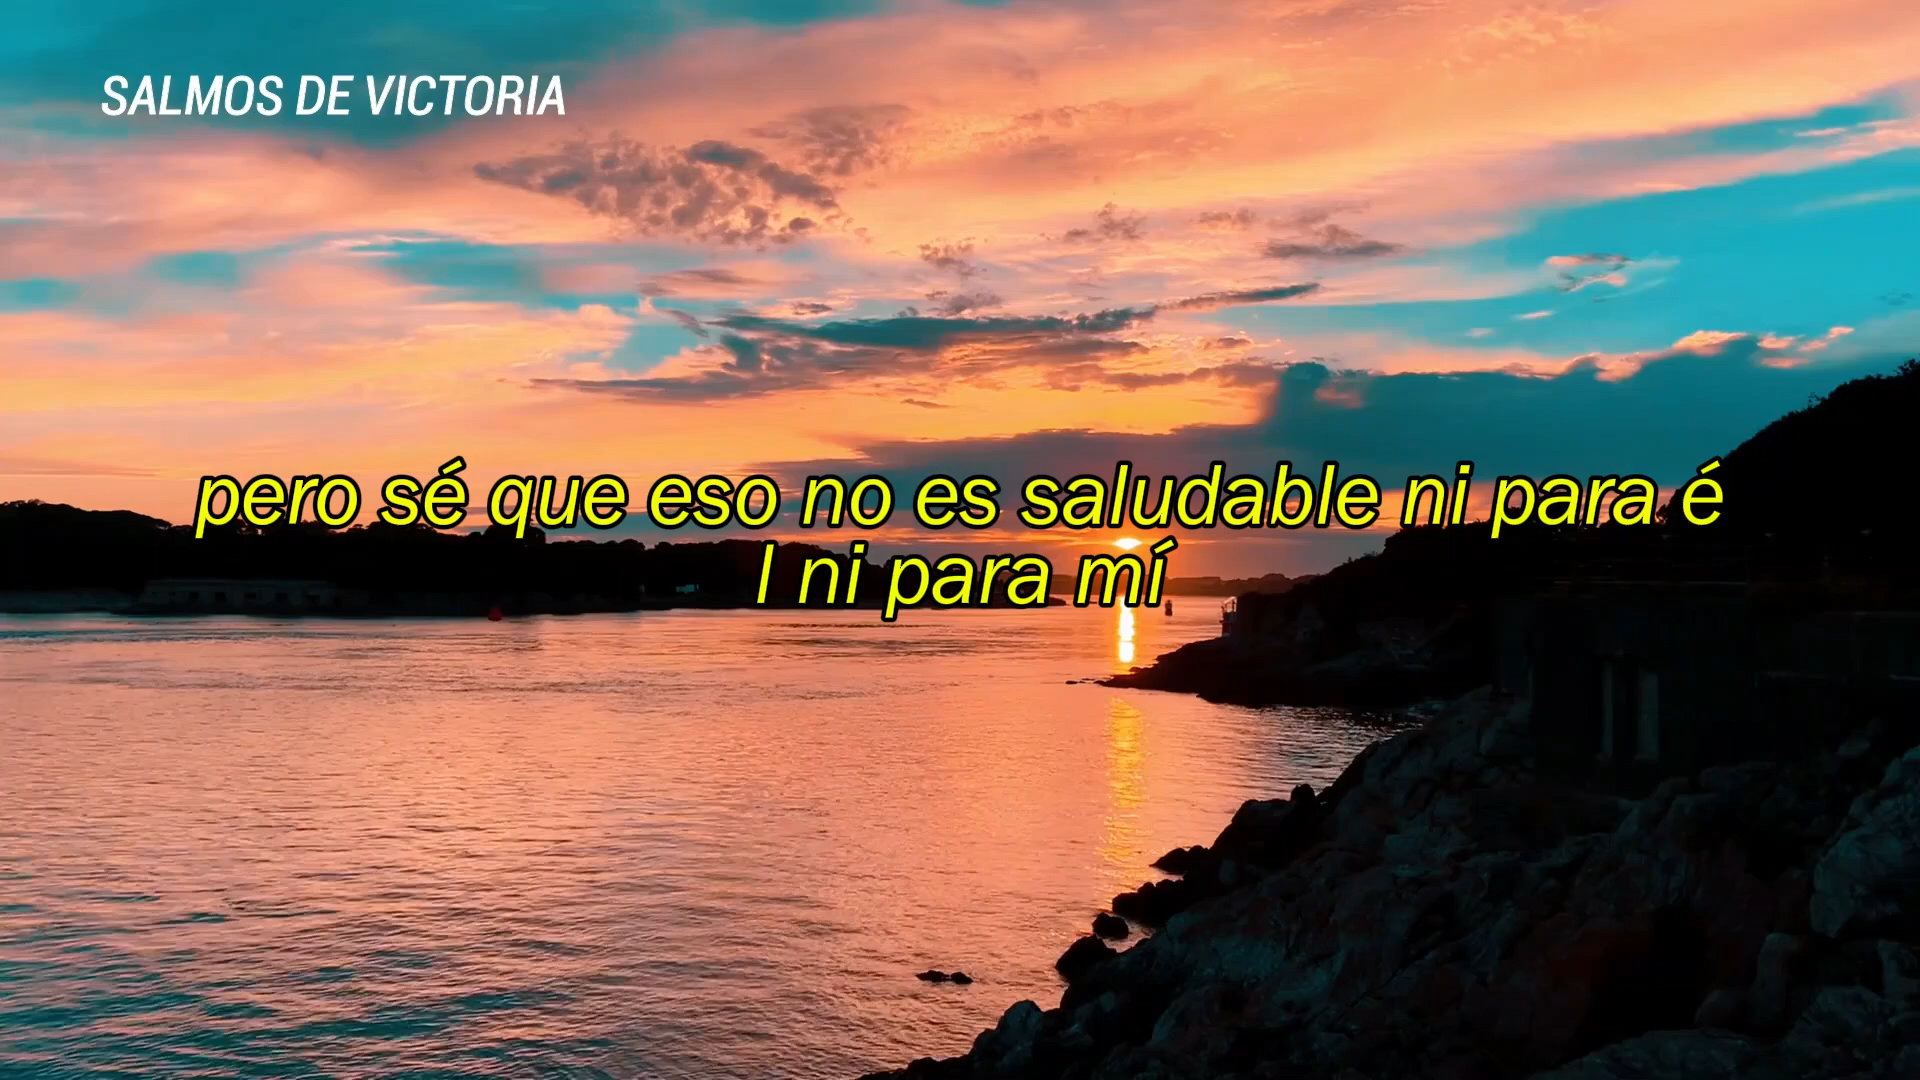 SALMOS DE VICTORIA
pero sé que eso no es saludable ni para é
l ni para mí